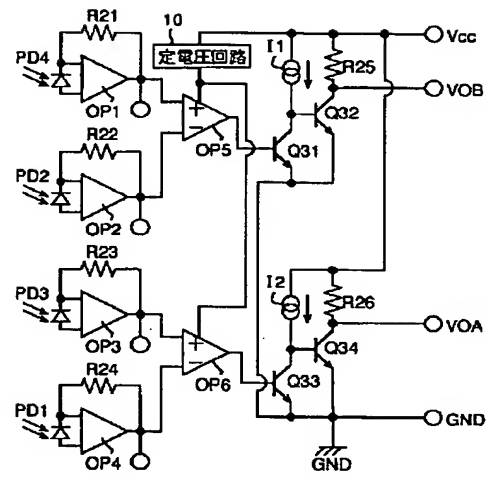 10
定電圧回路
R21
PD4
OP1
I1
R25
Vcc
VOB
Q32
R22
PD2
OP2
+
−
OP5
Q31
R23
PD3
OP3
I2
R26
VOA
Q34
+
−
OP6
Q33
R24
PD1
OP4
GND
GND